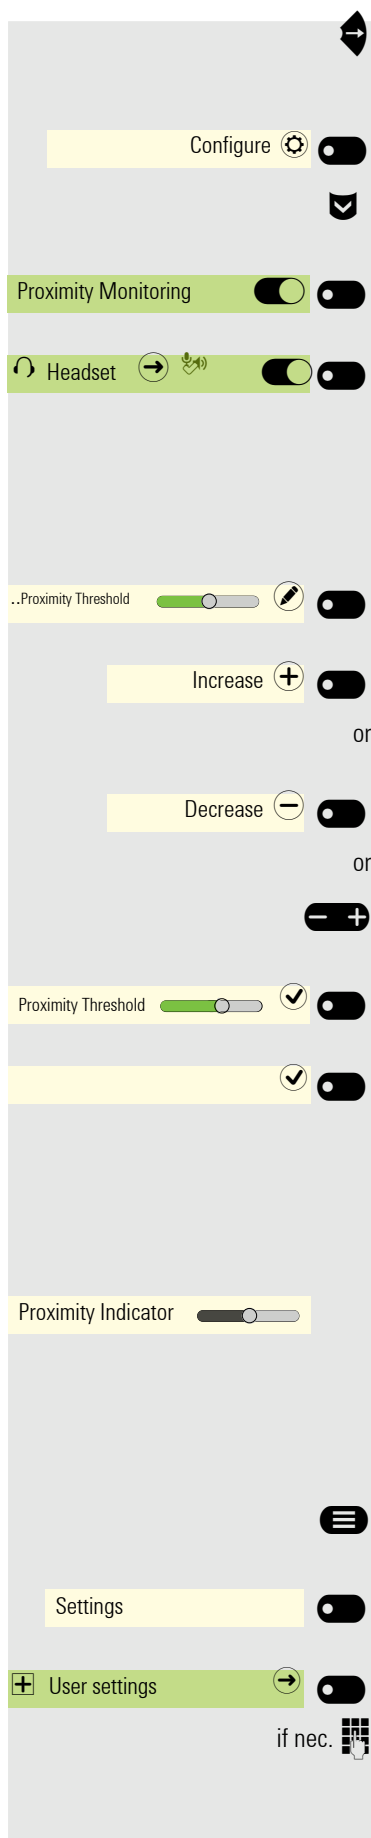 Configure
Proximity Monitoring
Headset
..Proximity Threshold
Increase
or
Decrease
or
Proximity Threshold
Proximity Indicator
Settings
User settings
if nec.